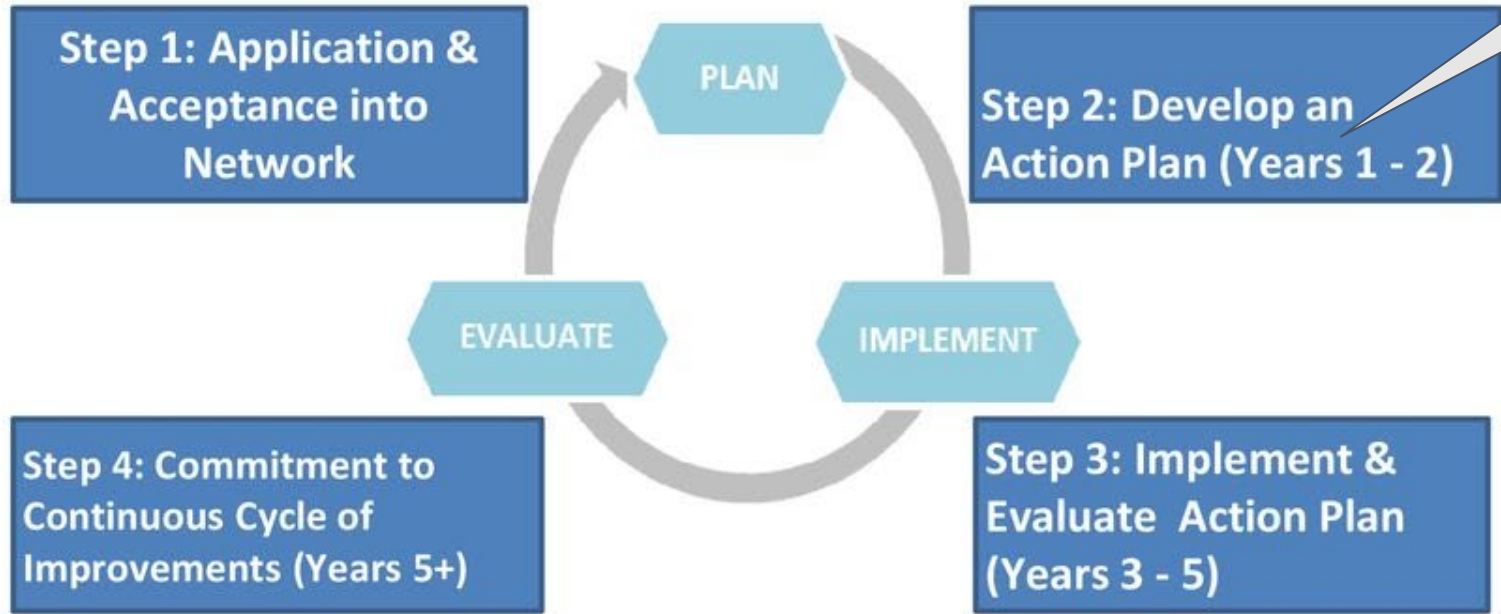 Step 1: Application &
Acceptance into
Network
PLAN
Step 2: Develop an
Action Plan (Years 1 - 2)
EVALUATE
IMPLEMENT
Step 4: Commitment to
Continuous Cycle of
Improvements (Years 5+)
Step 3: Implement &
Evaluate Action Plan
(Years 3 - 5)